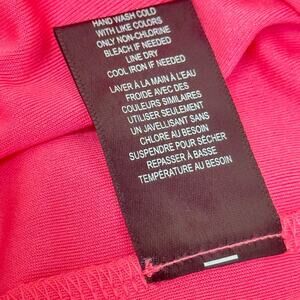 HAND WASH COLD
WITH LIKE COLORS
ONLY NON-CHLORINE
BLEACH IF NEEDED
LINE DRY
COOL IRON IF NEEDED
LAVER À LA MAIN À L'EAU
FROIDE AVEC DES
COULEURS SIMILAIRES
UTILISER SEULEMENT
UN JAVELLISANT SANS
CHLORE AU BESOIN
SUSPENDRE POUR SÉCHER
REPASSER À BASSE
TEMPÉRATURE AU BESOIN